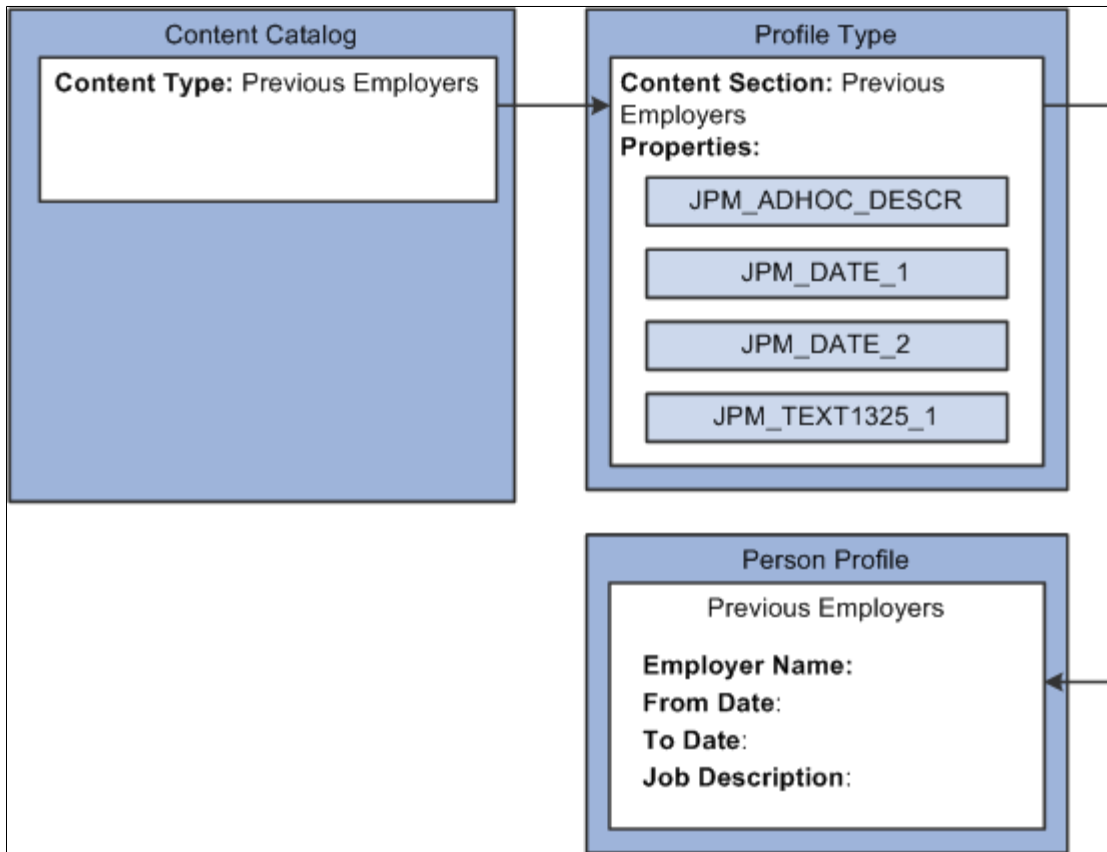 Content Catalog
Content Type: Previous Employers
Profile Type
Content Section: Previous
Employers
Properties:
JPM_ADHOC_DESCR
JPM_DATE_1
JPM_DATE_2
JPM_TEXT1325_1
Person Profile
Previous Employers
Employer Name:
From Date:
To Date:
Job Description: